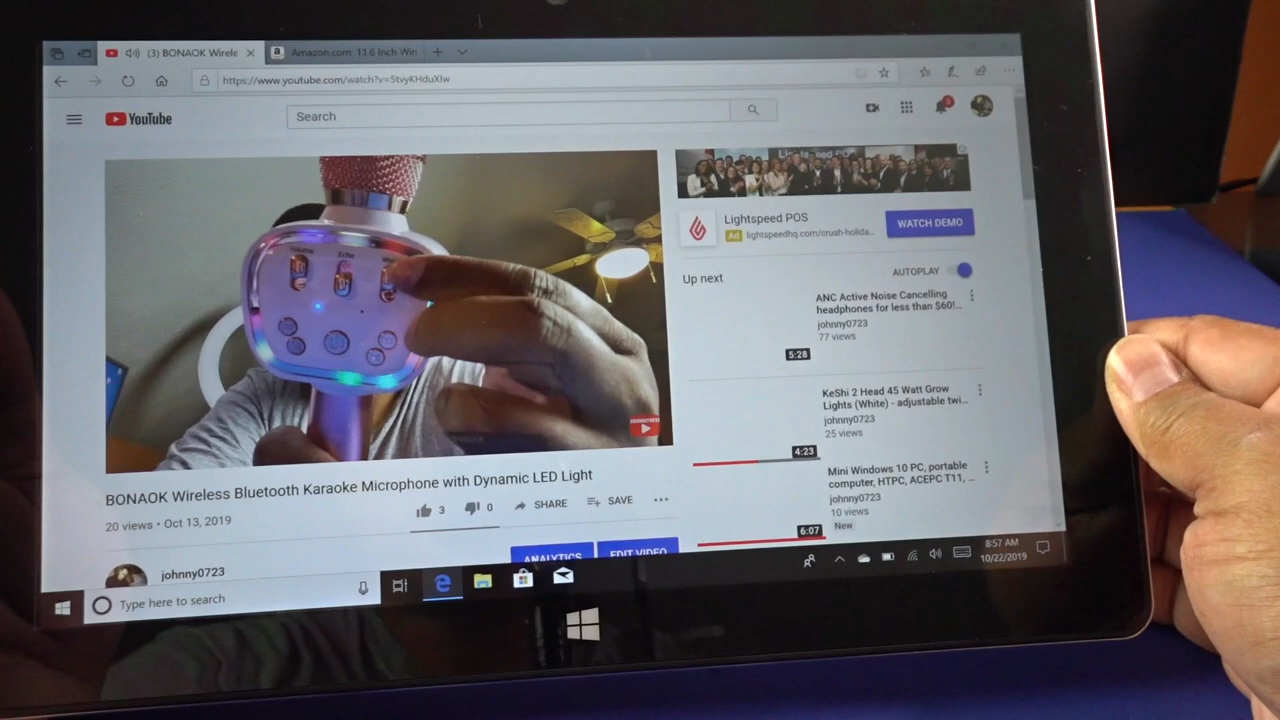 (3) BONAOK Wirele
a
Amazon.com: 11.6 Inch Win
https://www.youtube.com/watch?v=5tvyKHduXIw
YouTube
Search
3
Volume
Echo
BONAOK Wireless Bluetooth Karaoke Microphone with Dynamic LED Light
20 views • Oct 13, 2019
3
0
SHARE
SAVE
ANALYTICS
EDIT VIDEO
johnny0723
Lightspeed POS
Ad lightspeedhq.com/crush-holida...
WATCH DEMO
Up next
AUTOPLAY
ANC Active Noise Cancelling
headphones for less than $60!...
johnny0723
77 views
5:28
KeShi 2 Head 45 Watt Grow
Lights (White) - adjustable twi...
johnny0723
25 views
4:23
Mini Windows 10 PC, portable
computer, HTPC, ACEPC T11, ...
johnny0723
10 views
New
6:07
Type here to search
8:57 AM
10/22/2019